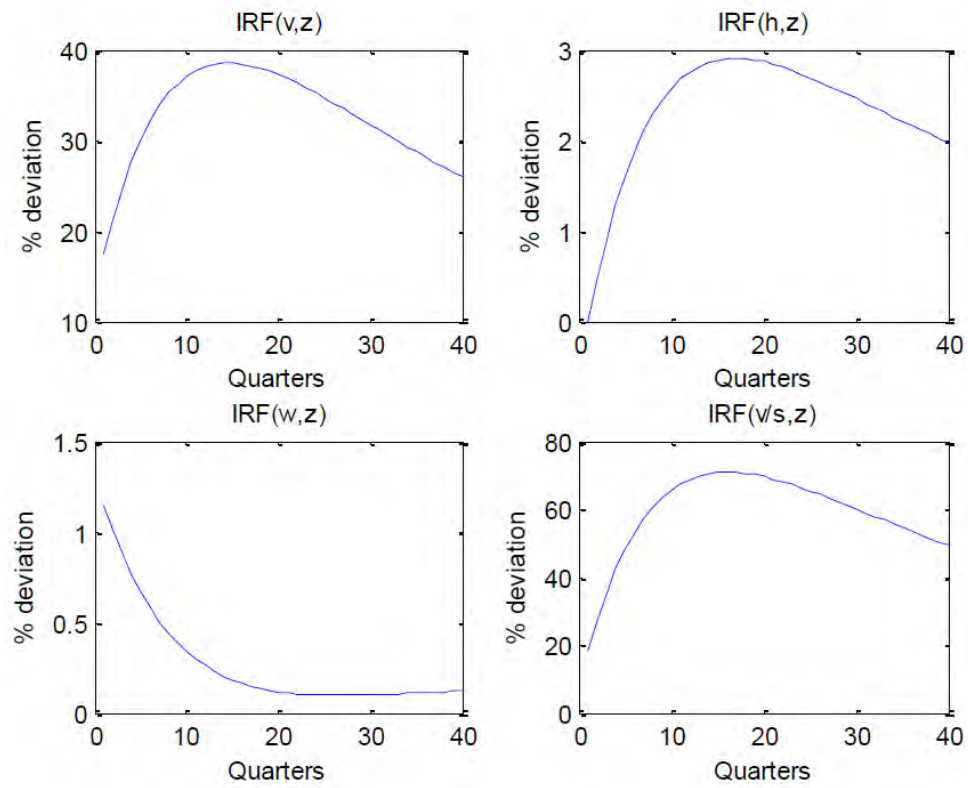 IRF(v,z)
% deviation
40
30
20
10
0 10 20 30 40
Quarters
IRF(h,z)
% deviation
3
2
1
0
0 10 20 30 40
Quarters
IRF(w,z)
% deviation
1.5
1
0.5
0
0 10 20 30 40
Quarters
IRF(v/s,z)
% deviation
80
60
40
20
0
0 10 20 30 40
Quarters